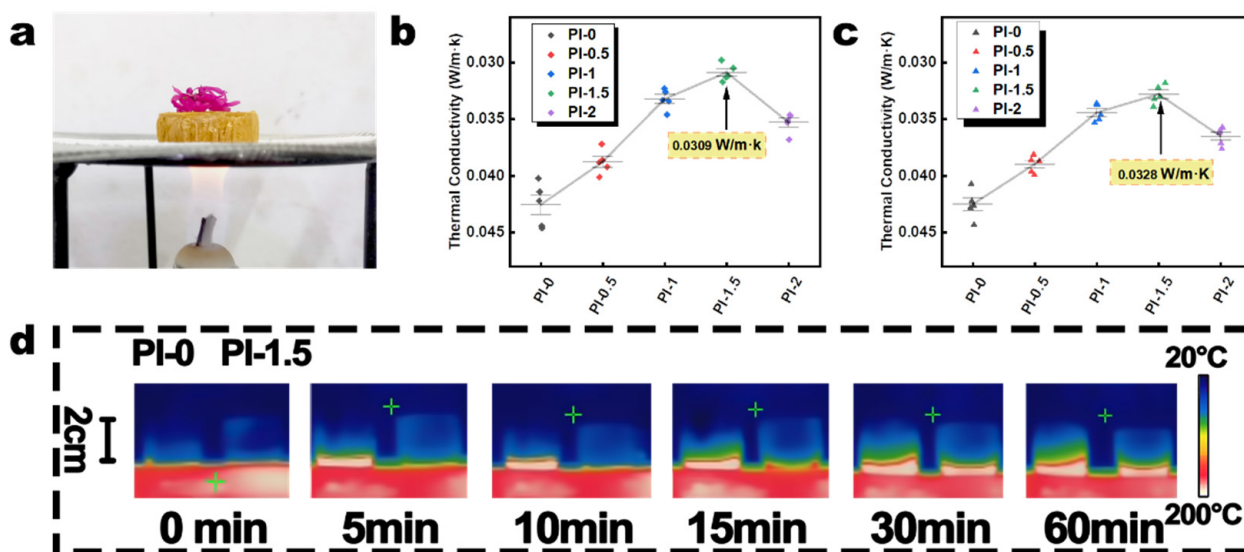 a
b
PI-0
PI-0.5
PI-1
PI-1.5
PI-2
Thermal Conductivity (W/m·k)
0.030
0.035
0.040
0.045
0.0309 W/m·k
PI-0
PI-0.5
PI-1
PI-1.5
PI-2
c
PI-0
PI-0.5
PI-1
PI-1.5
PI-2
Thermal Conductivity (W/m·K)
0.030
0.035
0.040
0.045
0.0328 W/m·K
PI-0
PI-0.5
PI-1
PI-1.5
PI-2
d
PI-0 PI-1.5
20°C
2cm
200°C
0 min
5min
10min
15min
30min
60min